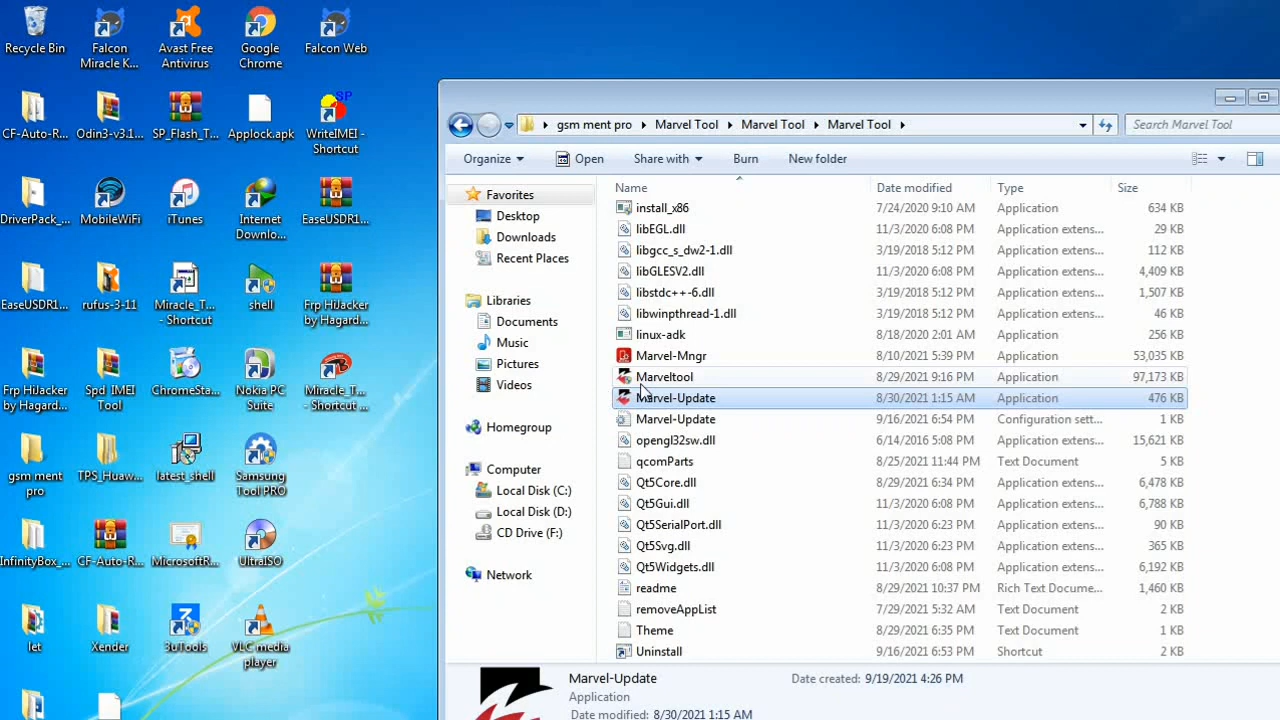 Recycle Bin
Falcon
Miracle K...
Avast Free
Antivirus
Google
Chrome
Falcon Web
CF-Auto-R...
Odin3-v3.1...
SP_Flash_T...
Applock.apk
SP
WriteIMEI -
Shortcut
DriverPack_...
MobileWiFi
iTunes
Internet
Downlo...
EaseUSDR1...
EaseUSDR1...
rufus-3-11
Miracle_T...
- Shortcut
shell
Frp HiJacker
by Hagard...
Frp HiJacker
by Hagard...
Spd IMEI
Tool
ChromeSta...
Nokia PC
Suite
Miracle_T...
- Shortcut ...
gsm ment
pro
TPS_Huaw...
latest_shell
Samsung
Tool PRO
InfinityBox_...
CF-Auto-R...
MicrosoftR...
UltraISO
let
Xender
3uTools
VLC media
player
gsm ment pro
Marvel Tool
Marvel Tool
Marvel Tool
Search Marvel Tool
Organize
Open
Share with
Burn
New folder
Favorites
Desktop
Downloads
Recent Places
Libraries
Documents
Music
Pictures
Videos
Homegroup
Computer
Local Disk (C:)
Local Disk (D:)
CD Drive (F:)
Network
Name Date modified Type Size
install_x86 7/24/2020 9:10 AM Application 634 KB
libEGL.dll 11/3/2020 6:08 PM Application extens... 29 KB
libgcc_s_dw2-1.dll 3/19/2018 5:12 PM Application extens... 112 KB
libGLESV2.dll 11/3/2020 6:08 PM Application extens... 4,409 KB
libstdc++-6.dll 3/19/2018 5:12 PM Application extens... 1,507 KB
libwinpthread-1.dll 3/19/2018 5:12 PM Application extens... 46 KB
linux-adk 8/18/2020 2:01 AM Application 256 KB
Marvel-Mngr 8/10/2021 5:39 PM Application 53,035 KB
Marveltool 8/29/2021 9:16 PM Application 97,173 KB
Marvel-Update 8/30/2021 1:15 AM Application 476 KB
Marvel-Update 9/16/2021 6:54 PM Configuration sett... 1 KB
opengl32sw.dll 6/14/2016 5:08 PM Application extens... 15,621 KB
qcomParts 8/25/2021 11:44 PM Text Document 5 KB
Qt5Core.dll 8/29/2021 6:34 PM Application extens... 6,478 KB
Qt5Gui.dll 11/3/2020 6:08 PM Application extens... 6,788 KB
Qt5SerialPort.dll 11/3/2020 6:23 PM Application extens... 90 KB
Qt5Svg.dll 11/3/2020 6:23 PM Application extens... 365 KB
Qt5Widgets.dll 11/3/2020 6:08 PM Application extens... 6,192 KB
readme 8/29/2021 10:37 PM Rich Text Docume... 1,460 KB
removeAppList 7/29/2021 5:32 AM Text Document 2 KB
Theme 8/29/2021 6:35 PM Text Document 1 KB
Uninstall 9/16/2021 6:53 PM Shortcut 2 KB
Marvel-Update Date created: 9/19/2021 4:26 PM
Application
Date modified: 8/30/2021 1:15 AM